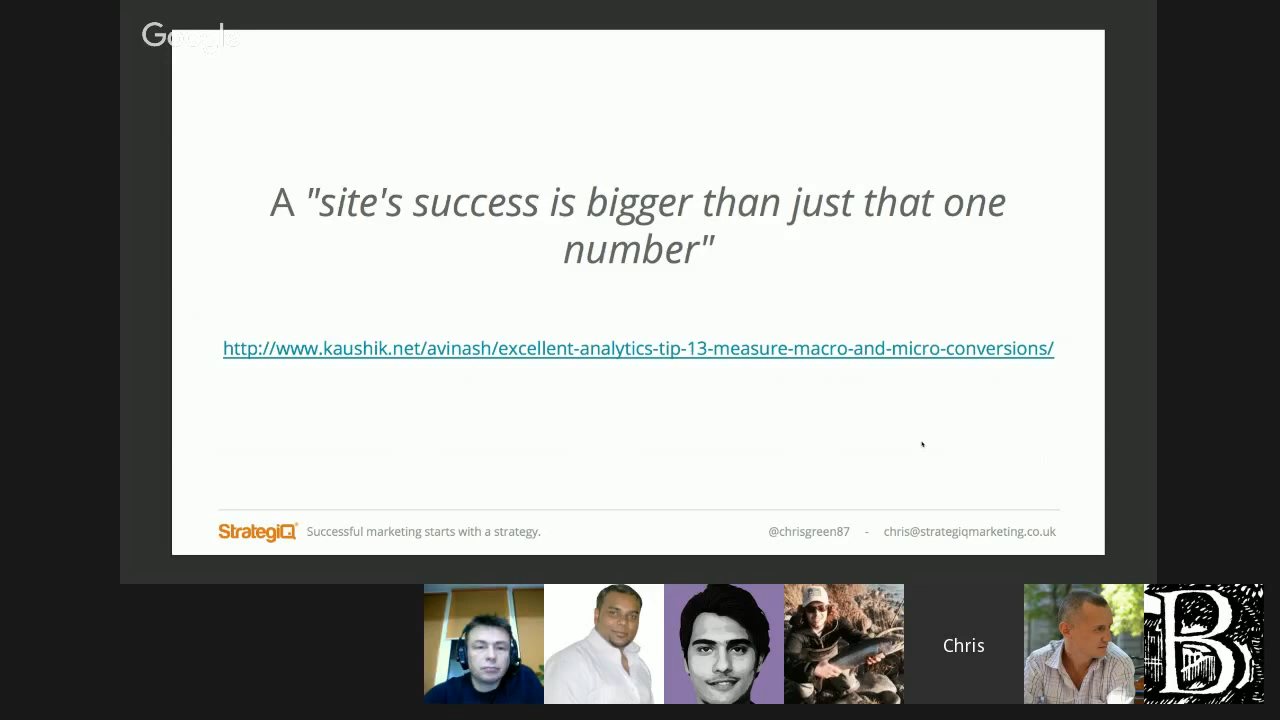 Google
A "site's success is bigger than just that one
number"
http://www.kaushik.net/avinash/excellent-analytics-tip-13-measure-macro-and-micro-conversions/
StrategiQ Successful marketing starts with a strategy. @chrisgreen87 - chris@strategiqmarketing.co.uk
Chris
B